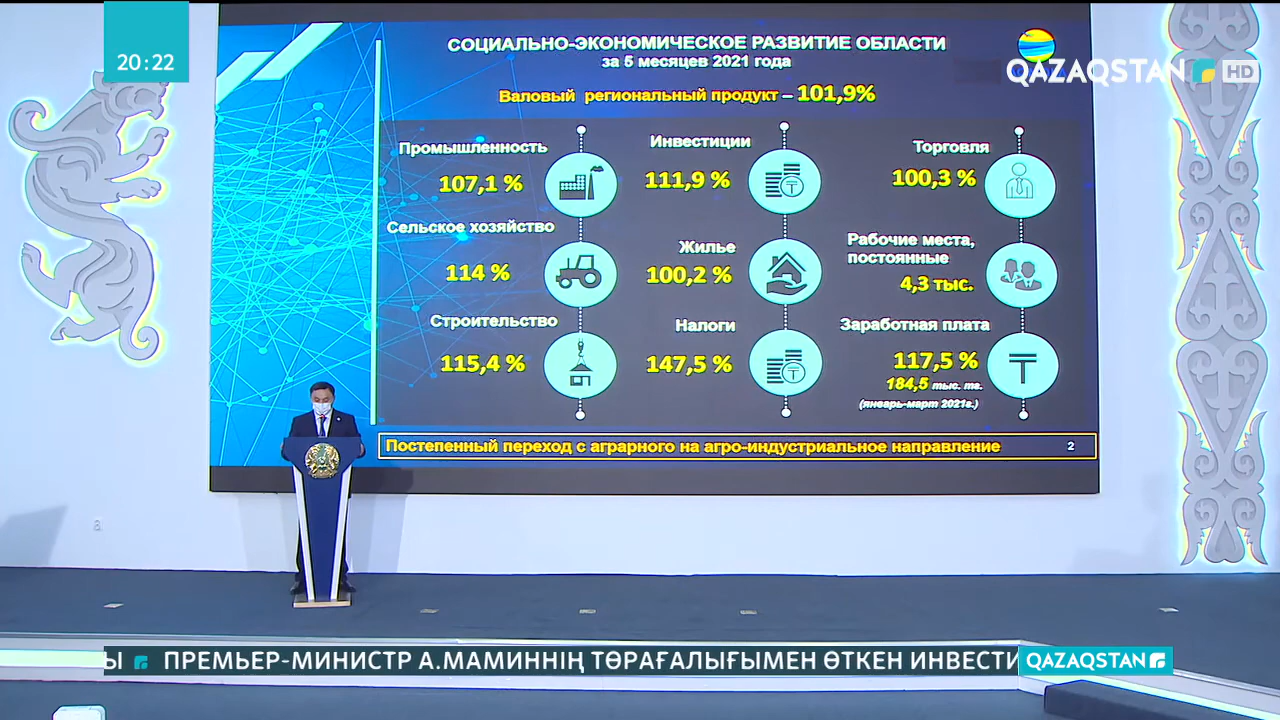 20:22
QAZAQSTAN HD
СОЦИАЛЬНО-ЭКОНОМИЧЕСКОЕ РАЗВИТИЕ ОБЛАСТИ
за 5 месяцев 2021 года
Валовый региональный продукт – 101,9%
Промышленность
107,1 %
Инвестиции
111,9 %
Торговля
100,3 %
Сельское хозяйство
114 %
Жилье
100,2 %
Рабочие места,
постоянные
4,3 тыс.
Строительство
115,4 %
Налоги
147,5 %
Заработная плата
117,5 %
184,5 тыс. тг.
(январь-март 2021г.)
Постепенный переход с аграрного на агро-индустриальное направление
2
Ы ПРЕМЬЕР-МИНИСТР А.МАМИННІҢ ТӨРАҒАЛЫҒЫМЕН ӨТКЕН ИНВЕСТИ
QAZAQSTAN